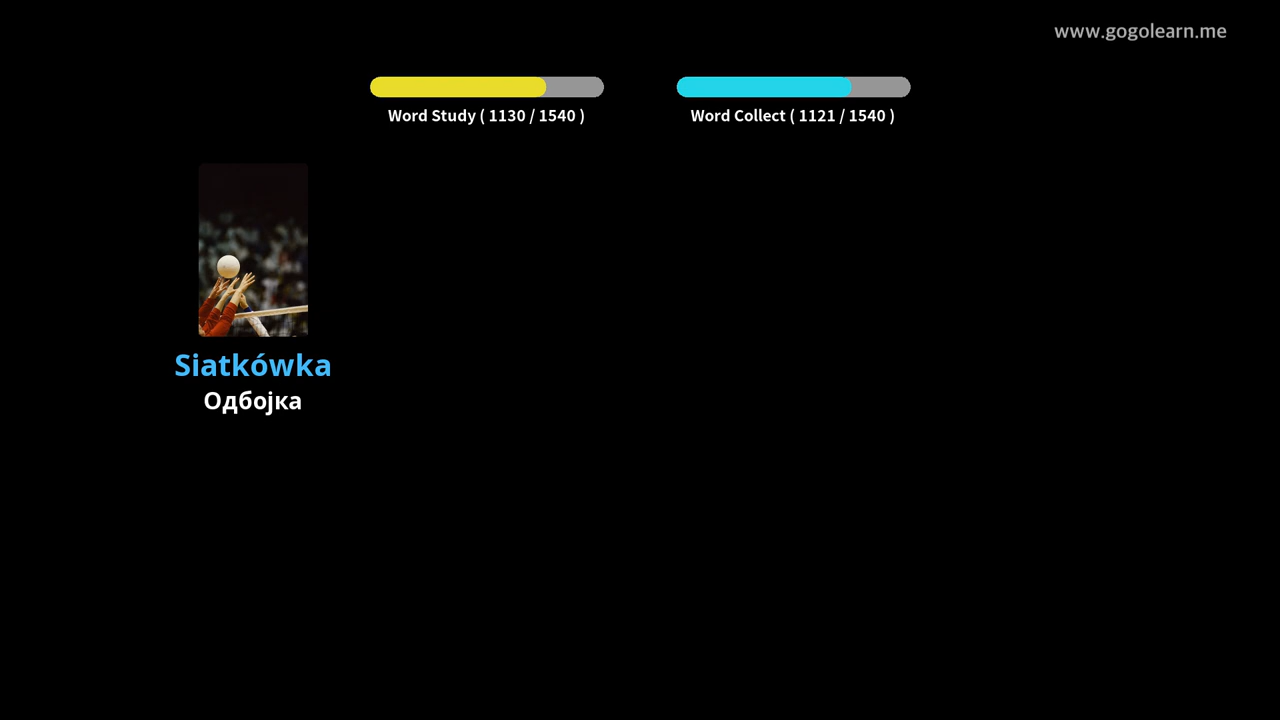 www.gogolearn.me
Word Study ( 1130 / 1540 )
Word Collect ( 1121 / 1540 )
Siatkówka
Одбојка